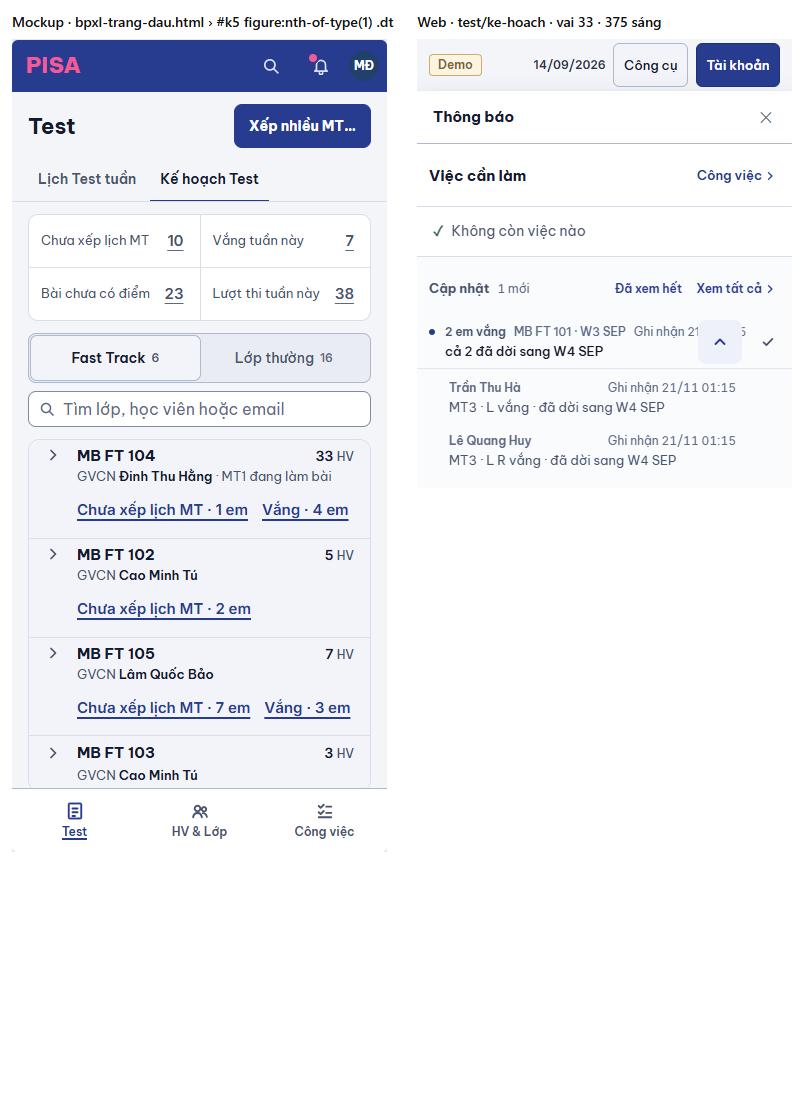 Mockup · bpxl-trang-dau.html › #k5 figure:nth-of-type(1) .dt
PISA
MĐ
Test
Xếp nhiều MT...
Lịch Test tuần
Kế hoạch Test
Chưa xếp lịch MT 10
Vắng tuần này 7
Bài chưa có điểm 23
Lượt thi tuần này 38
Fast Track 6
Lớp thường 16
Tìm lớp, học viên hoặc email
MB FT 104 33 HV
GVCN Đinh Thu Hằng · MT1 đang làm bài
Chưa xếp lịch MT · 1 em Vắng · 4 em
MB FT 102 5 HV
GVCN Cao Minh Tú
Chưa xếp lịch MT · 2 em
MB FT 105 7 HV
GVCN Lâm Quốc Bảo
Chưa xếp lịch MT · 7 em Vắng · 3 em
MB FT 103 3 HV
GVCN Cao Minh Tú
Test
HV & Lớp
Công việc
Web · test/ke-hoach · vai 33 · 375 sáng
Demo
14/09/2026
Công cụ
Tài khoản
Thông báo
Việc cần làm
Công việc
Không còn việc nào
Cập nhật 1 mới
Đã xem hết
Xem tất cả
2 em vắng MB FT 101 · W3 SEP Ghi nhận 21 5
cả 2 đã dời sang W4 SEP
Trần Thu Hà Ghi nhận 21/11 01:15
MT3 · L vắng · đã dời sang W4 SEP
Lê Quang Huy Ghi nhận 21/11 01:15
MT3 · L R vắng · đã dời sang W4 SEP